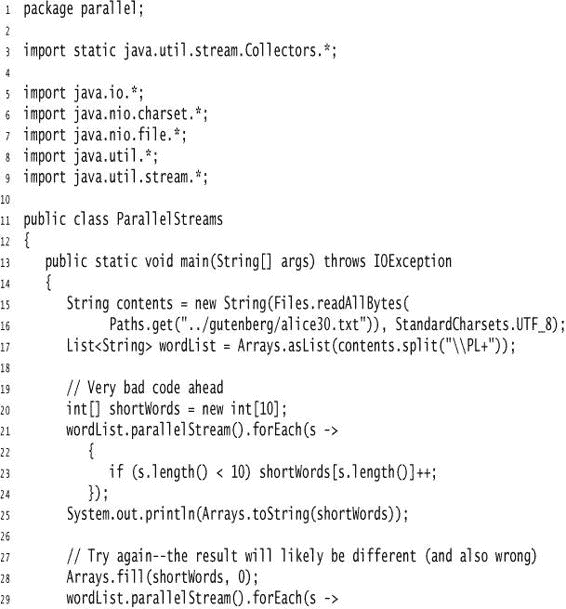 1 package parallel;
2
3 import static java.util.stream.Collectors.*;
4
5 import java.io.*;
6 import java.nio.charset.*;
7 import java.nio.file.*;
8 import java.util.*;
9 import java.util.stream.*;
10
11 public class ParallelStreams
12 {
13    public static void main(String[] args) throws IOException
14    {
15       String contents = new String(Files.readAllBytes(
16             Paths.get("../gutenberg/alice30.txt")), StandardCharsets.UTF_8);
17       List<String> wordList = Arrays.asList(contents.split("\\PL+"));
18
19       // Very bad code ahead
20       int[] shortWords = new int[10];
21       wordList.parallelStream().forEach(s ->
22          {
23             if (s.length() < 10) shortWords[s.length()]++;
24          });
25       System.out.println(Arrays.toString(shortWords));
26
27       // Try again--the result will likely be different (and also wrong)
28       Arrays.fill(shortWords, 0);
29       wordList.parallelStream().forEach(s ->